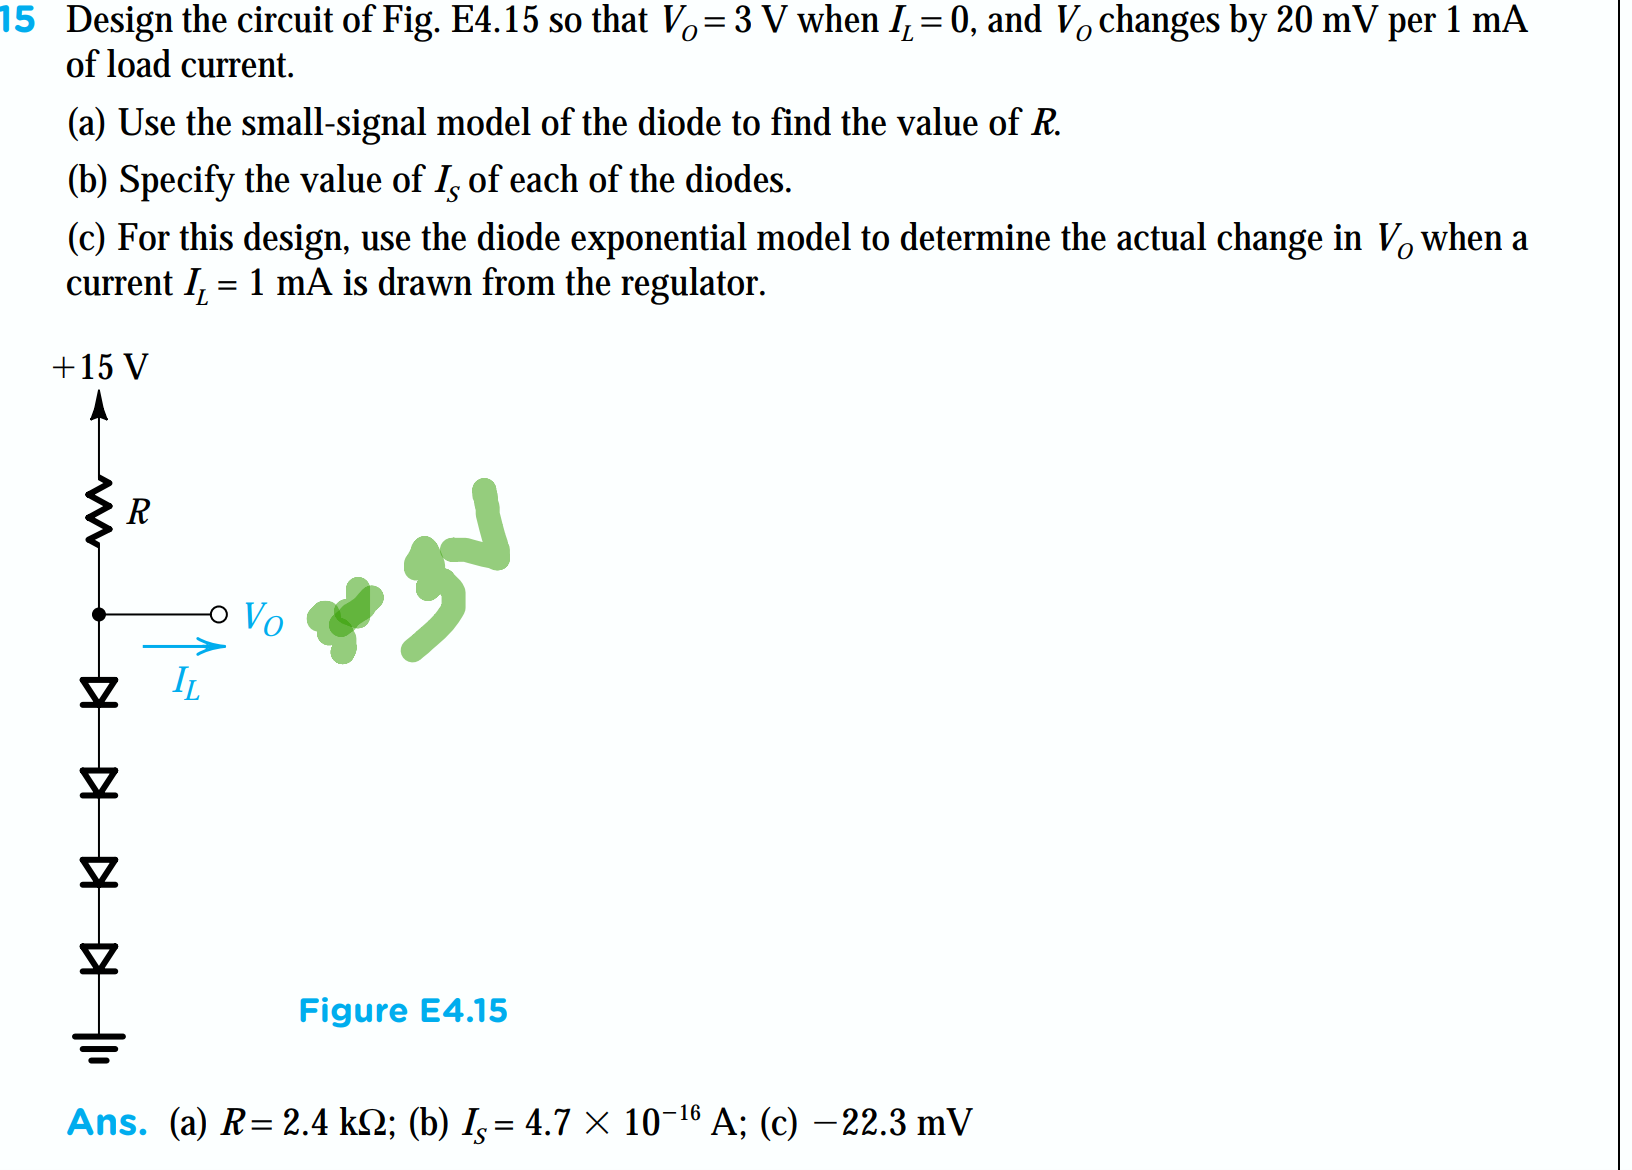 15 Design the circuit of Fig. E4.15 so that V_O = 3 V when I_L = 0, and V_O changes by 20 mV per 1 mA
of load current.
(a) Use the small-signal model of the diode to find the value of R.
(b) Specify the value of I_S of each of the diodes.
(c) For this design, use the diode exponential model to determine the actual change in V_O when a
current I_L = 1 mA is drawn from the regulator.
+15 V
R
V_O
I_L
Figure E4.15
Ans. (a) R = 2.4 kΩ; (b) I_S = 4.7 × 10⁻¹⁶ A; (c) −22.3 mV